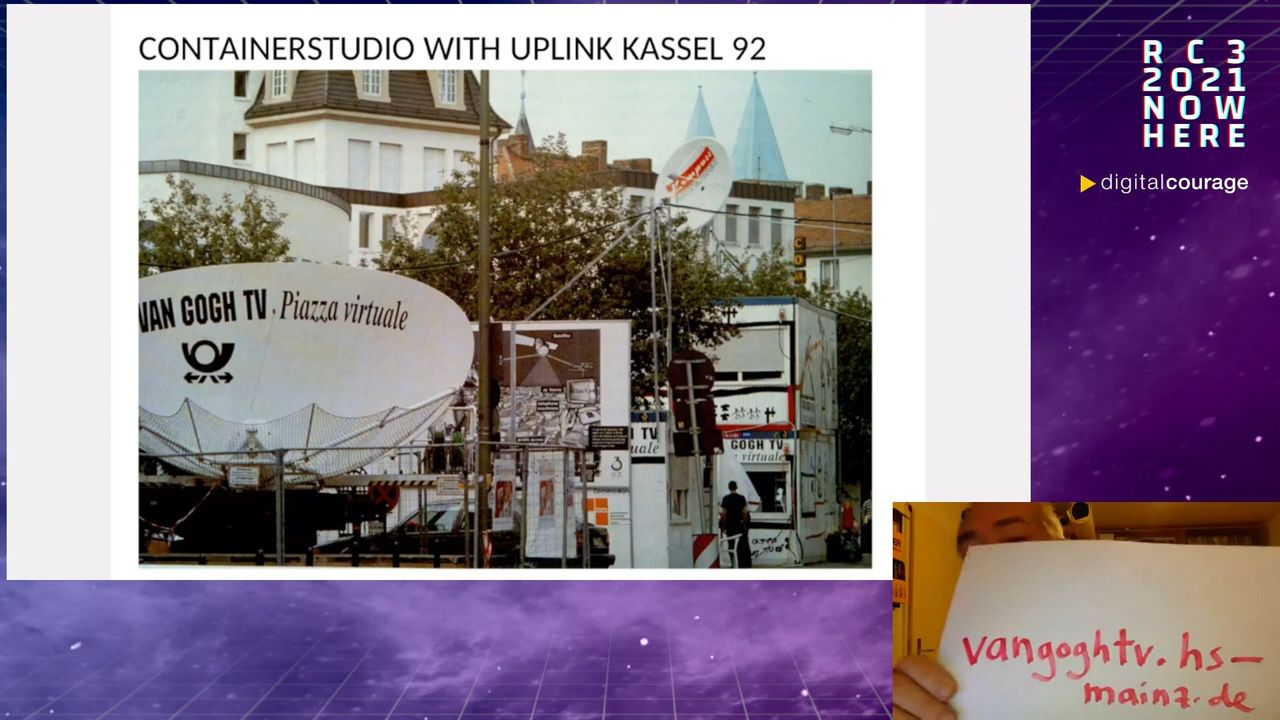 CONTAINERSTUDIO WITH UPLINK KASSEL 92
VAN GOGH TV . Piazza virtuale
GOGH TV
virtuale
R C 3
2021
NOW
HERE
digitalcourage
vangoghtv.hs-
mainz.de